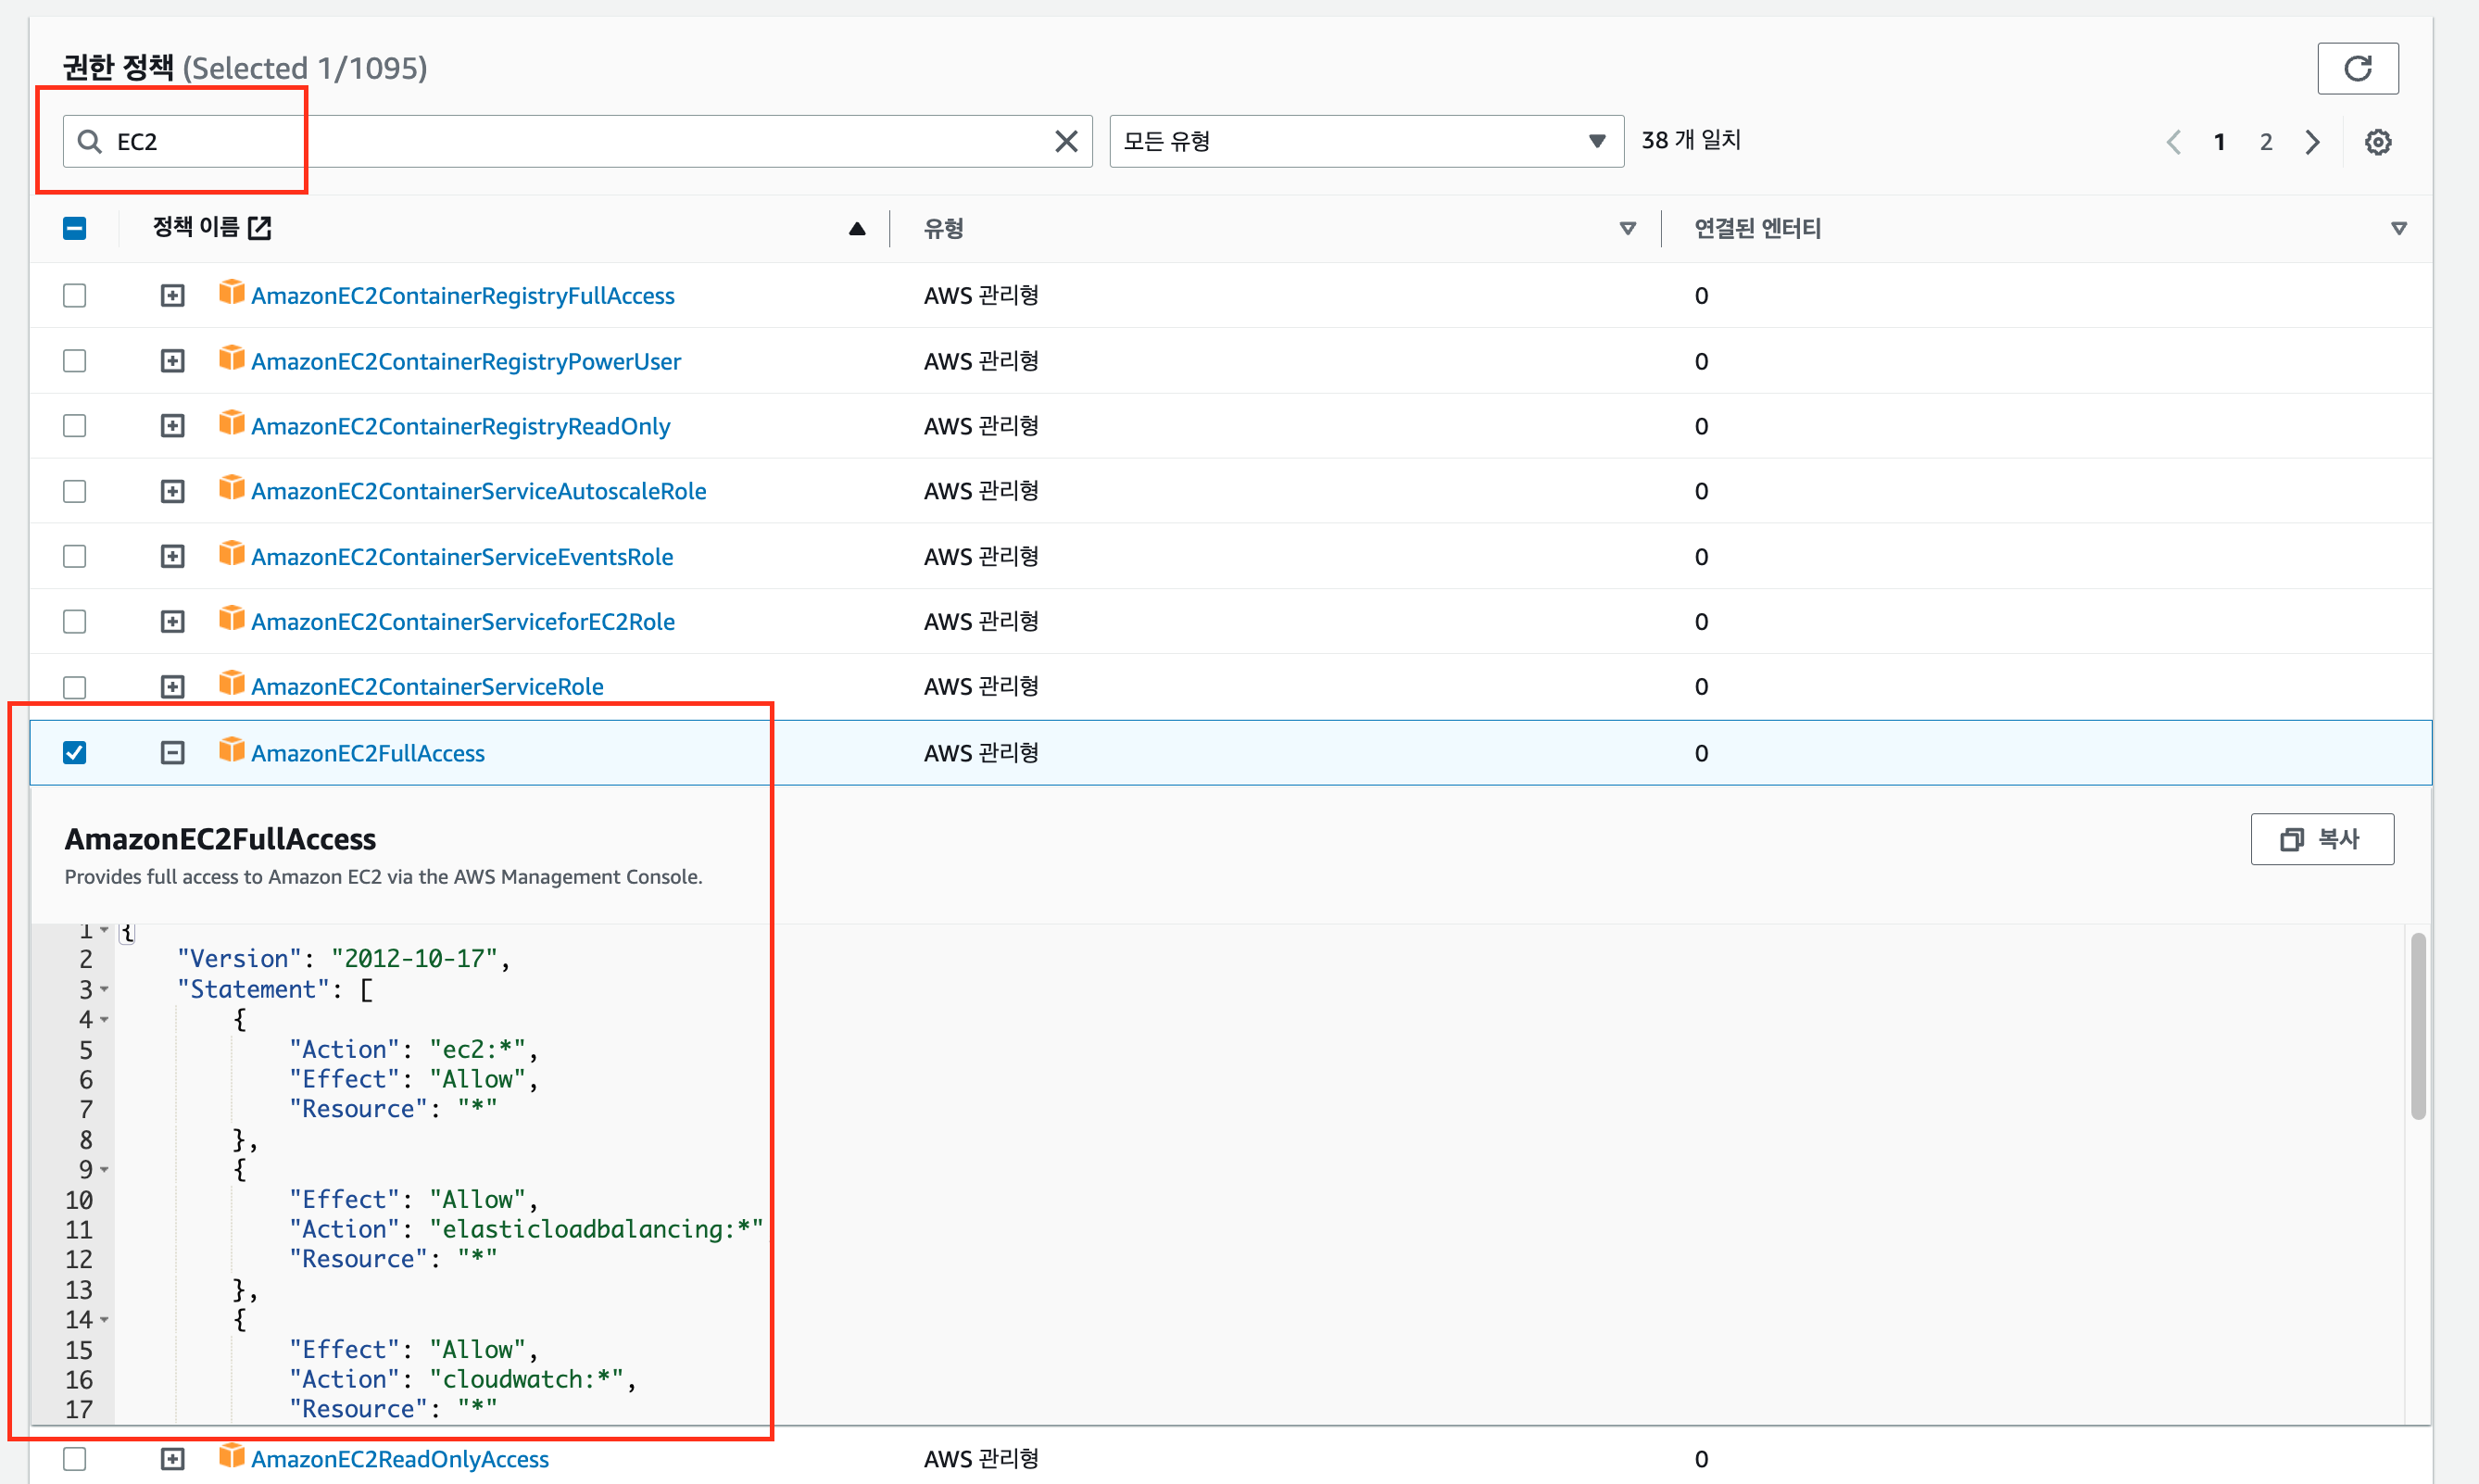 권한 정책 (Selected 1/1095)
EC2
모든 유형
38 개 일치
1 2
정책 이름 유형 연결된 엔터티
AmazonEC2ContainerRegistryFullAccess AWS 관리형 0
AmazonEC2ContainerRegistryPowerUser AWS 관리형 0
AmazonEC2ContainerRegistryReadOnly AWS 관리형 0
AmazonEC2ContainerServiceAutoscaleRole AWS 관리형 0
AmazonEC2ContainerServiceEventsRole AWS 관리형 0
AmazonEC2ContainerServiceforEC2Role AWS 관리형 0
AmazonEC2ContainerServiceRole AWS 관리형 0
AmazonEC2FullAccess AWS 관리형 0
AmazonEC2FullAccess
복사
Provides full access to Amazon EC2 via the AWS Management Console.
1 {
2 "Version": "2012-10-17",
3 "Statement": [
4 {
5 "Action": "ec2:*",
6 "Effect": "Allow",
7 "Resource": "*"
8 },
9 {
10 "Effect": "Allow",
11 "Action": "elasticloadbalancing:*"
12 "Resource": "*"
13 },
14 {
15 "Effect": "Allow",
16 "Action": "cloudwatch:*",
17 "Resource": "*"
AmazonEC2ReadOnlyAccess AWS 관리형 0